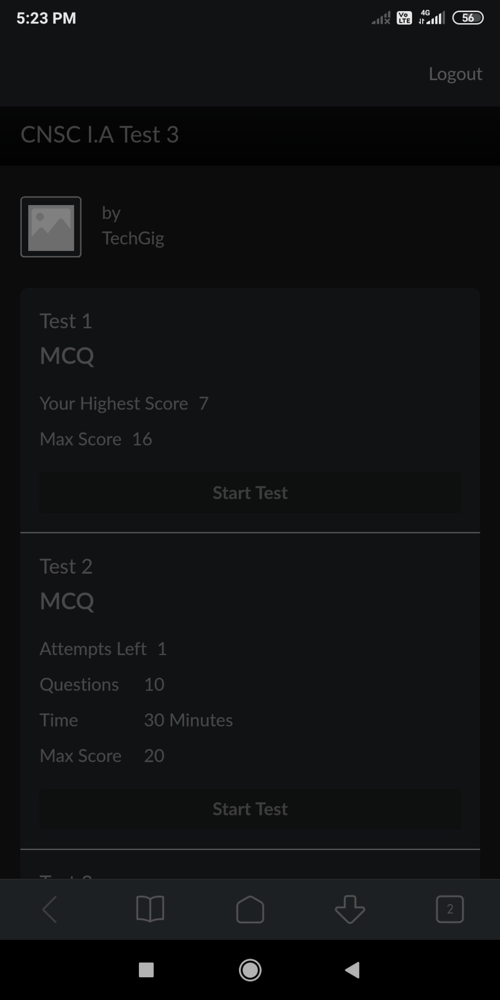 5:23 PM
Vo LTE 4G 56
Logout
CNSC I.A Test 3
by
TechGig
Test 1
MCQ
Your Highest Score 7
Max Score 16
Start Test
Test 2
MCQ
Attempts Left 1
Questions 10
Time 30 Minutes
Max Score 20
Start Test
2